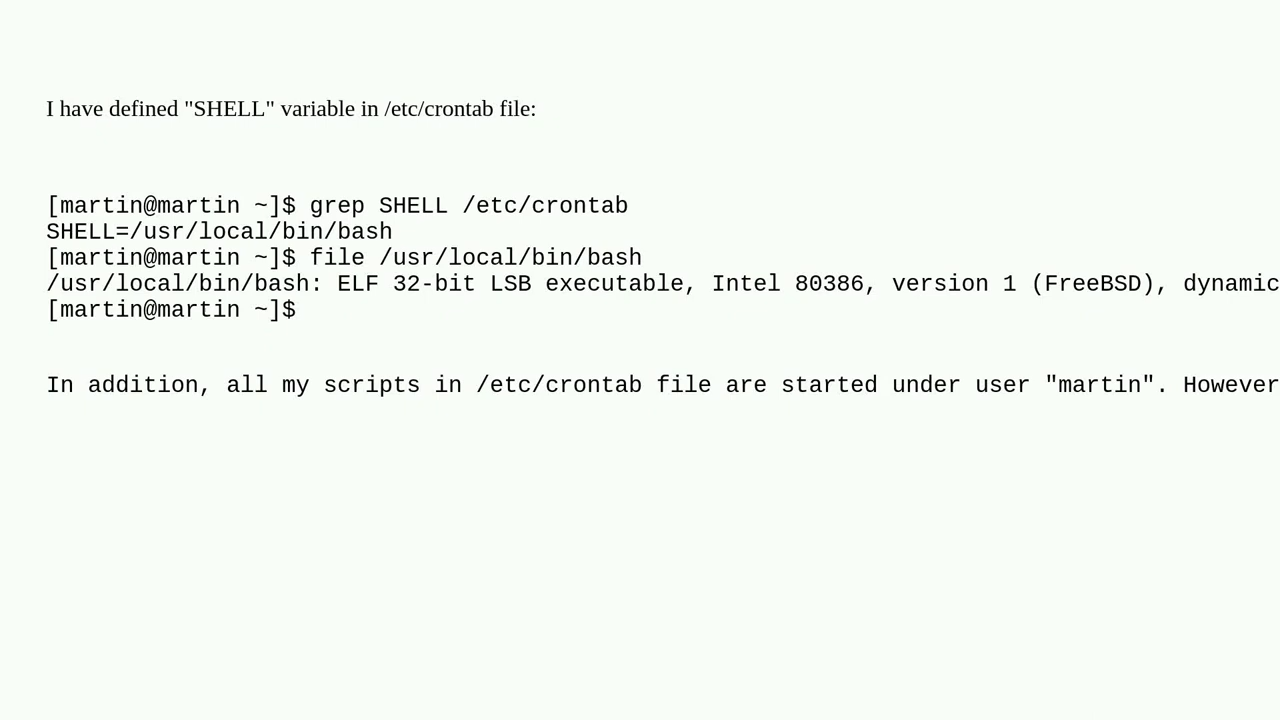 I have defined "SHELL" variable in /etc/crontab file:
[martin@martin ~]$ grep SHELL /etc/crontab
SHELL=/usr/local/bin/bash
[martin@martin ~]$ file /usr/local/bin/bash
/usr/local/bin/bash: ELF 32-bit LSB executable, Intel 80386, version 1 (FreeBSD), dynamic
[martin@martin ~]$
In addition, all my scripts in /etc/crontab file are started under user "martin". However